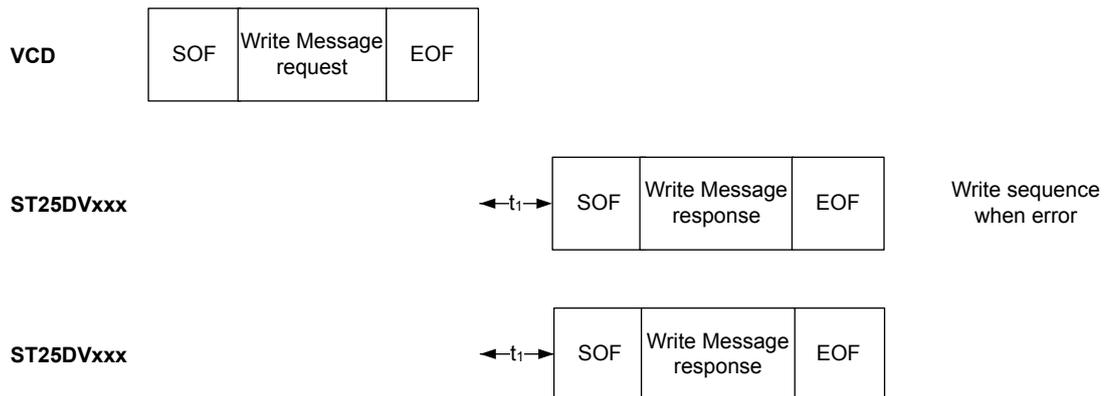 VCD
SOF
Write Message
request
EOF
ST25DVxxx
t₁
SOF
Write Message
response
EOF
Write sequence
when error
ST25DVxxx
t₁
SOF
Write Message
response
EOF